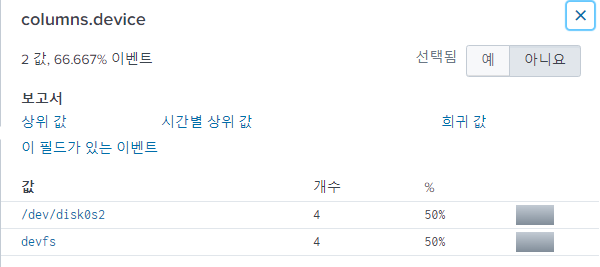 columns.device
2 값, 66.667% 이벤트 선택됨 예 아니요
보고서
상위 값 시간별 상위 값 희귀 값
이 필드가 있는 이벤트
값 개수 %
/dev/disk0s2 4 50%
devfs 4 50%